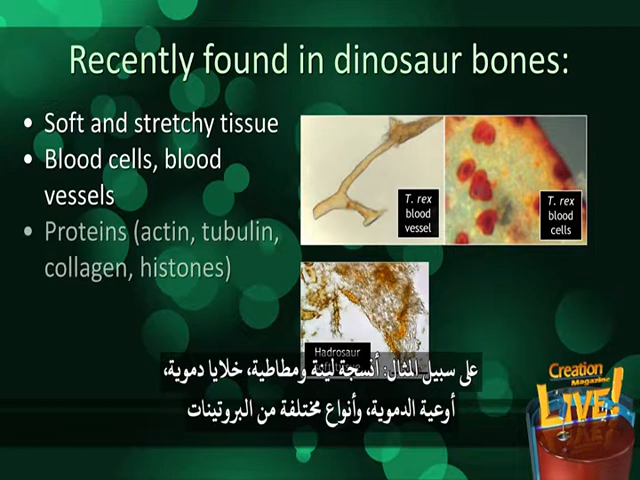 Recently found in dinosaur bones:
• Soft and stretchy tissue
• Blood cells, blood
vessels
• Proteins (actin, tubulin,
collagen, histones)
T. rex
blood
vessel
T. rex
blood
cells
Hadrosaur
على سبيل المثال: أنسجة لينة ومطاطية، خلايا دموية،
أوعية الدموية، وأنواع مختلفة من البروتينات
Creation
Magazine
LIVE!